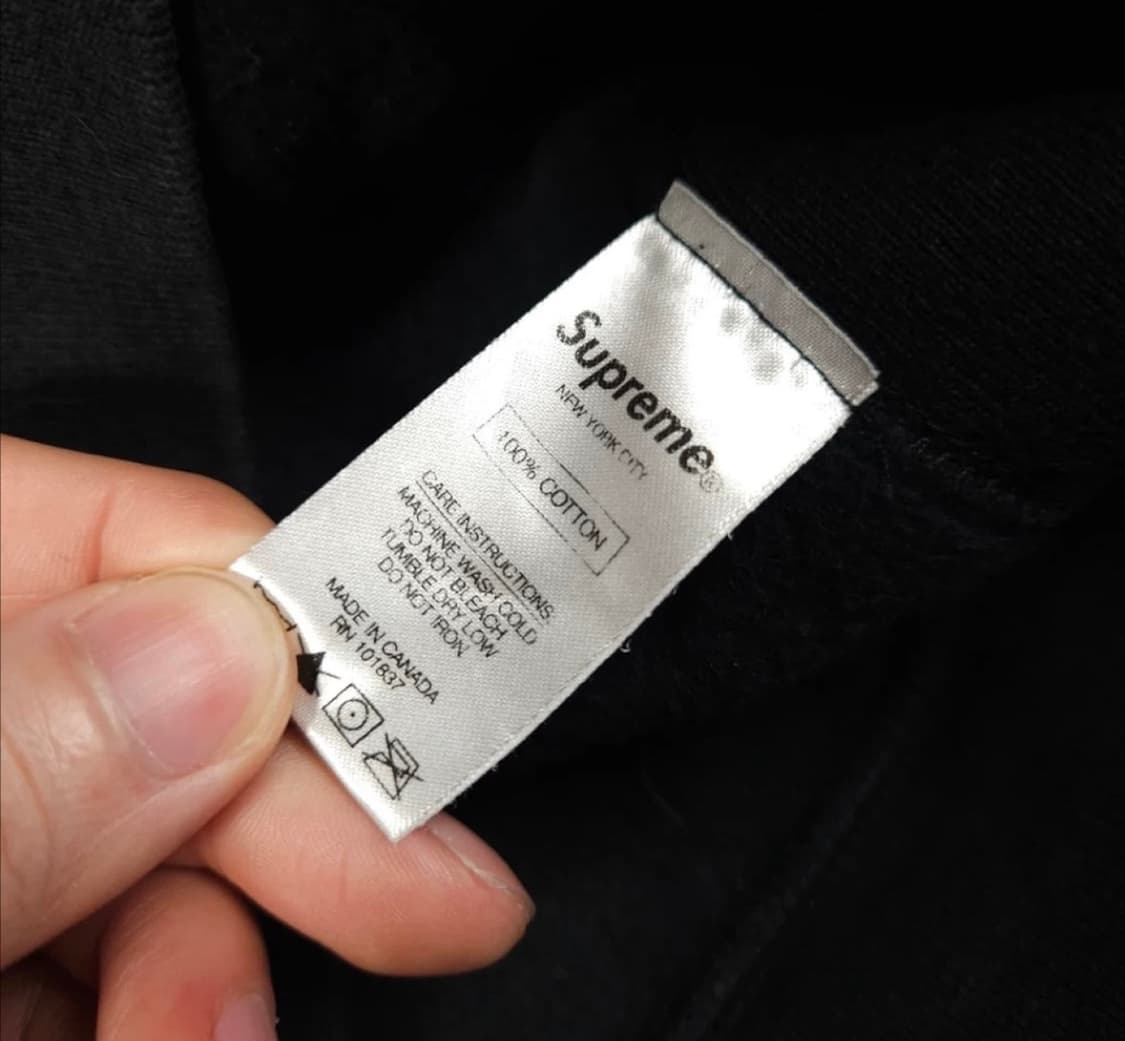 Supreme®
NEW YORK CITY
100% COTTON
CARE INSTRUCTIONS
MACHINE WASH COLD
DO NOT BLEACH
TUMBLE DRY LOW
DO NOT IRON
MADE IN CANADA
RN 101837